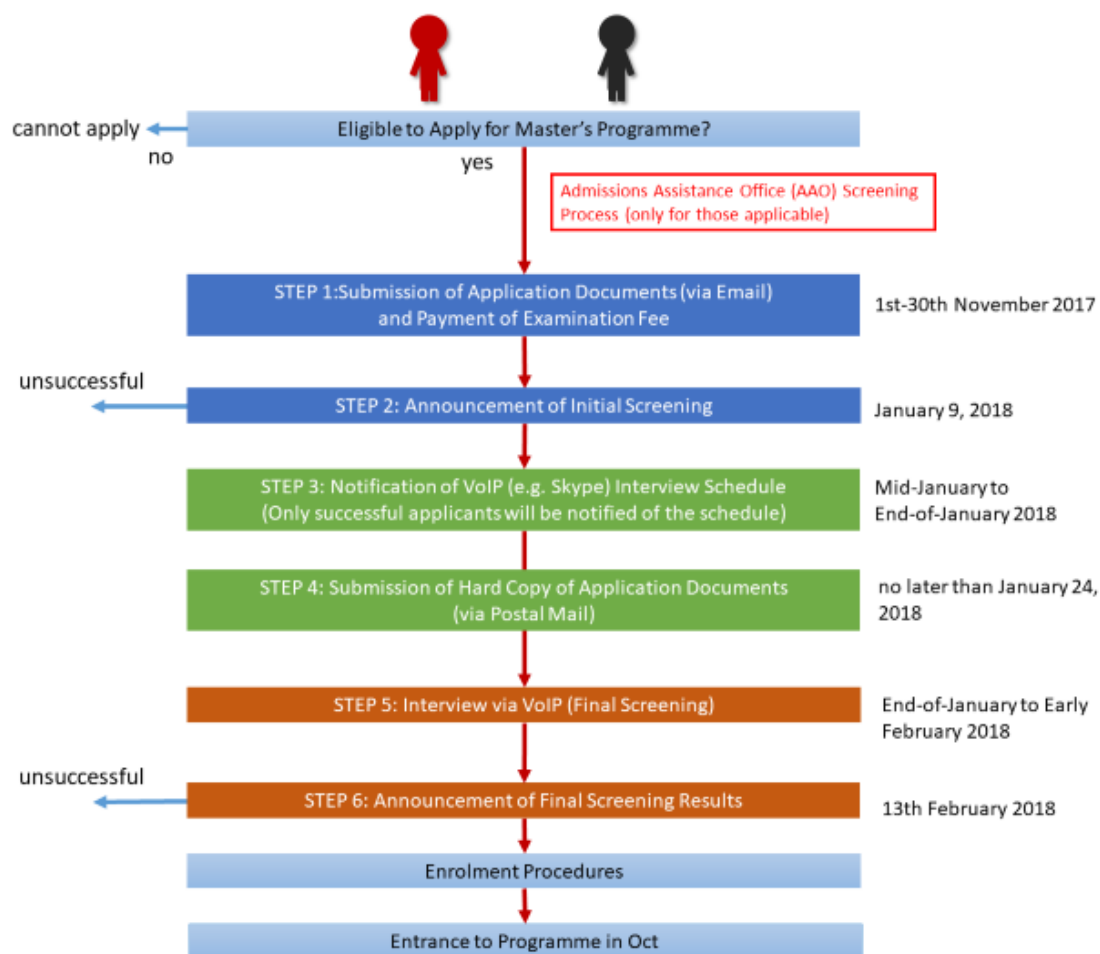 Eligible to Apply for Master's Programme?
cannot apply
no
yes
Admissions Assistance Office (AAO) Screening
Process (only for those applicable)
STEP 1:Submission of Application Documents (via Email)
and Payment of Examination Fee
1st-30th November 2017
unsuccessful
STEP 2: Announcement of Initial Screening
January 9, 2018
STEP 3: Notification of VoIP (e.g. Skype) Interview Schedule
(Only successful applicants will be notified of the schedule)
Mid-January to
End-of-January 2018
STEP 4: Submission of Hard Copy of Application Documents
(via Postal Mail)
no later than January 24,
2018
STEP 5: Interview via VoIP (Final Screening)
End-of-January to Early
February 2018
unsuccessful
STEP 6: Announcement of Final Screening Results
13th February 2018
Enrolment Procedures
Entrance to Programme in Oct